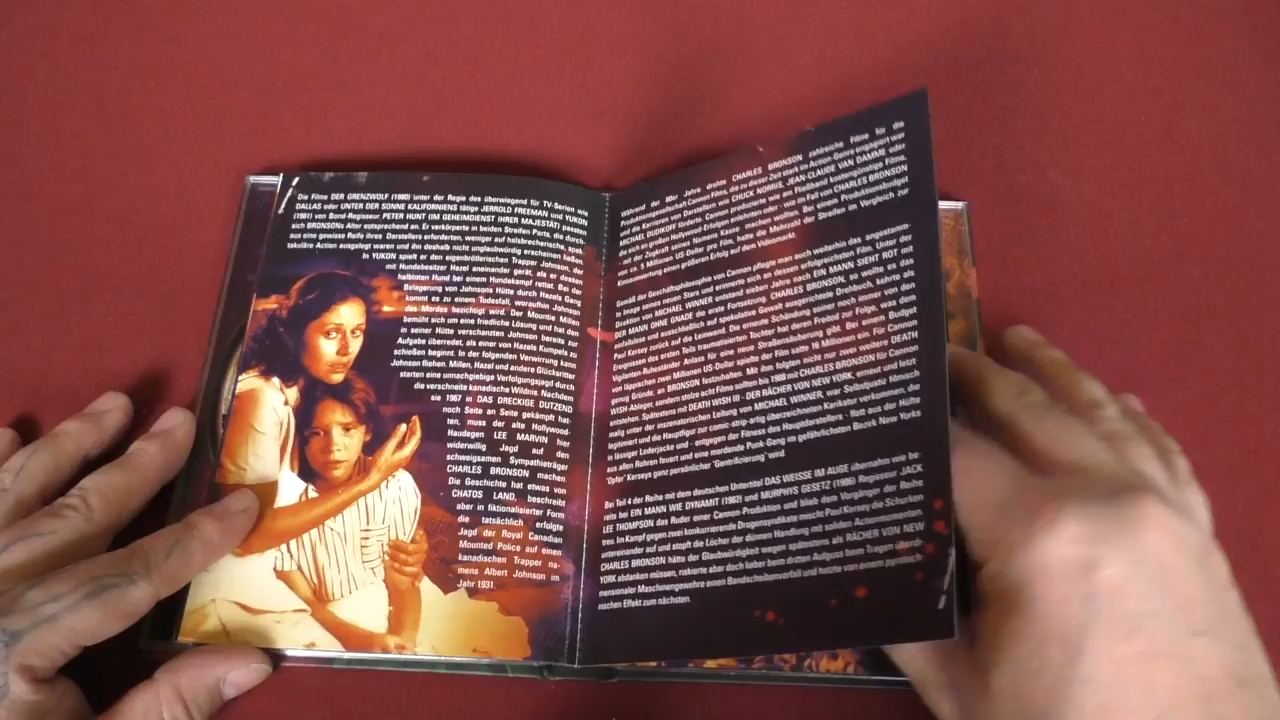 Die Filme DER GRENZWOLF (1980) unter der Regie des überwiegend für TV-Serien wie
DALLAS oder UNTER DER SONNE KALIFORNIENS tätige JERROLD FREEMAN und YUKON
(1981) von Bond-Regisseur PETER HUNT (IM GEHEIMDIENST IHRER MAJESTÄT) passten
sich BRONSONs Alter entsprechend an. Er verkörperte in beiden Streifen Parts, die durch-
aus eine gewisse Reife ihres Darstellers erforderten, weniger auf halsbrecherische, spek-
takuläre Action ausgelegt waren und ihn deshalb nicht unglaubwürdig erscheinen ließen.
In YUKON spielt er den eigenbrötlerischen Trapper Johnson, der
mit Hundebesitzer Hazel aneinander gerät, als er dessen
halbtoten Hund bei einem Hundekampf rettet. Bei der
Belagerung von Johnsons Hütte durch Hazels Gang
kommt es zu einem Todesfall, woraufhin Johnson
des Mordes bezichtigt wird. Der Mountie Millen
bemüht sich um eine friedliche Lösung und hat den
in seiner Hütte verschanzten Johnson bereits zur
Aufgabe überredet, als einer von Hazels Kumpels zu
schießen beginnt. In der folgenden Verwirrung kann
Johnson fliehen. Millen, Hazel und andere Glücksritter
starten eine unnachgiebige Verfolgungsjagd durch
die verschneite kanadische Wildnis. Nachdem
sie 1967 in DAS DRECKIGE DUTZEND
noch Seite an Seite gekämpft hat-
ten, muss der alte Hollywood-
Haudegen LEE MARVIN hier
widerwillig Jagd auf den
schweigsamen Sympathieträger
CHARLES BRONSON machen.
Die Geschichte hat etwas von
CHATOS LAND, beschreibt
aber in fiktionalisierter Form
die tatsächlich erfolgte
Jagd der Royal Canadian
Mounted Police auf einen
kanadischen Trapper na-
mens Albert Johnson im
Jahr 1931.
Während der 80er Jahre drehte CHARLES BRONSON zahlreiche Filme für die
Produktionsgesellschaft Cannon Films, die zu dieser Zeit stark im Action-Genre engagiert war
und die Karrieren von Darstellern wie CHUCK NORRIS, JEAN-CLAUDE VAN DAMME oder
MICHAEL DUDIKOFF förderte. Cannon produzierte wie am Fließband kostengünstige Filme,
die sich an großen Hollywood-Erfolgen anlehnten oder - wie im Fall von CHARLES BRONSON
- mit der Zugkraft seines Namens Kasse machen wollten. Bei einem Produktionsbudget
von ca. 5 Millionen US-Dollar pro Film, hatte die Mehrzahl der Streifen im Vergleich zur
Kinoauswertung einen größeren Erfolg auf dem Videomarkt.
Gemäß der Geschäftsphilosophie von Cannon pflegte man auch weiterhin das angestamm-
te Image seines neuen Stars und erinnerte sich an dessen erfolgreichsten Film. Unter der
Direktion von MICHAEL WINNER entstand sieben Jahre nach EIN MANN SIEHT ROT mit
DER MANN OHNE GNADE die erste Fortsetzung. CHARLES BRONSON, so wollte es das
einfallslose und ausschließlich auf spekulative Gewalt ausgerichtete Drehbuch, kehrte als
Paul Kersey zurück auf die Leinwand. Die erneute Schändung seiner noch immer von den
Ereignissen des ersten Teils traumatisierten Tochter hat deren Freitod zur Folge, was dem
Vigilanten-Ruheständler Anlass für eine neue Straßensäuberung gibt. Bei einem Budget
von läppischen zwei Millionen US-Dollar spielte der Film satte 16 Millionen ein. Für Cannon
genug Gründe, an BRONSON festzuhalten. Mit ihm folgten nicht nur zwei weitere DEATH
WISH-Ableger, sondern stolze acht Filme sollten bis 1988 mit CHARLES BRONSON für Cannon
entstehen. Spätestens mit DEATH WISH III - DER RÄCHER VON NEW YORK, erneut und letzt
malig unter der inszenatorischen Leitung von MICHAEL WINNER, war Selbstjustiz filmisch
legitimiert und die Hauptfigur zur comic-strip-artig überzeichneten Karikatur verkommen, die
in lässiger Lederjacke und - entgegen der Fitness des Hauptdarstellers - flott aus der Hüfte
aus allen Rohren feuert und eine mordende Punk-Gang im gefährlichsten Bezirk New Yorks
"Opfer" Kerseys ganz persönlicher "Gentrifizierung" wird.
Bei Teil 4 der Reihe mit dem deutschen Untertitel DAS WEISSE IM AUGE übernahm wie be-
reits bei EIN MANN WIE DYNAMIT (1982) und MURPHYS GESETZ (1986) Regisseur JACK
LEE THOMPSON das Ruder einer Cannon-Produktion und blieb dem Vorgänger der Reihe
treu. Im Kampf gegen zwei konkurrierende Drogensyndikate mischt Paul Kersey die Schurken
untereinander auf und stopft die Löcher der dünnen Handlung mit soliden Actionmomenten.
CHARLES BRONSON hätte der Glaubwürdigkeit wegen spätestens als RÄCHER VON NEW
YORK abdanken müssen, riskierte aber doch lieber beim dritten Aufguss beim Tragen überdi-
mensionaler Maschinengewehre einen Bandscheibenvorfall und hetzte von einem pyrotech-
nischen Effekt zum nächsten.